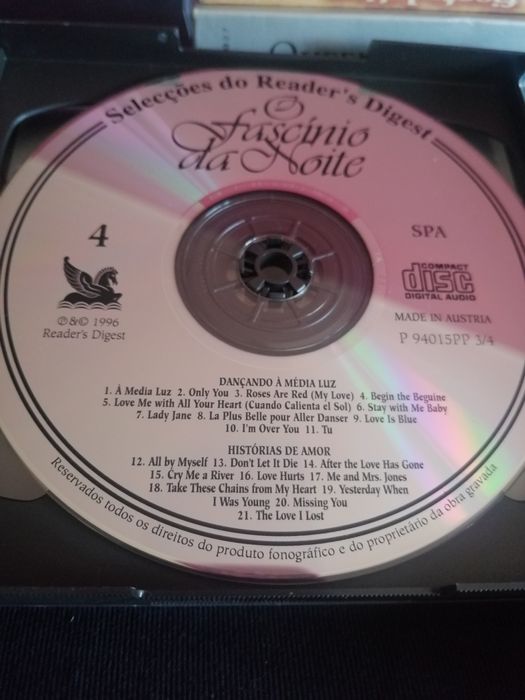 Selecções do Reader's Digest
O Fascínio
da Noite
4
SPA
COMPACT
disc
DIGITAL AUDIO
℗&© 1996
Reader's Digest
MADE IN AUSTRIA
P 94015PP 3/4
DANÇANDO À MÉDIA LUZ
1. À Media Luz 2. Only You 3. Roses Are Red (My Love) 4. Begin the Beguine
5. Love Me with All Your Heart (Cuando Calienta el Sol) 6. Stay with Me Baby
7. Lady Jane 8. La Plus Belle pour Aller Danser 9. Love Is Blue
10. I'm Over You 11. Tu
HISTÓRIAS DE AMOR
12. All by Myself 13. Don't Let It Die 14. After the Love Has Gone
15. Cry Me a River 16. Love Hurts 17. Me and Mrs. Jones
18. Take These Chains from My Heart 19. Yesterday When
I Was Young 20. Missing You
21. The Love I Lost
Reservados todos os direitos do produto fonográfico e do proprietário da obra gravada